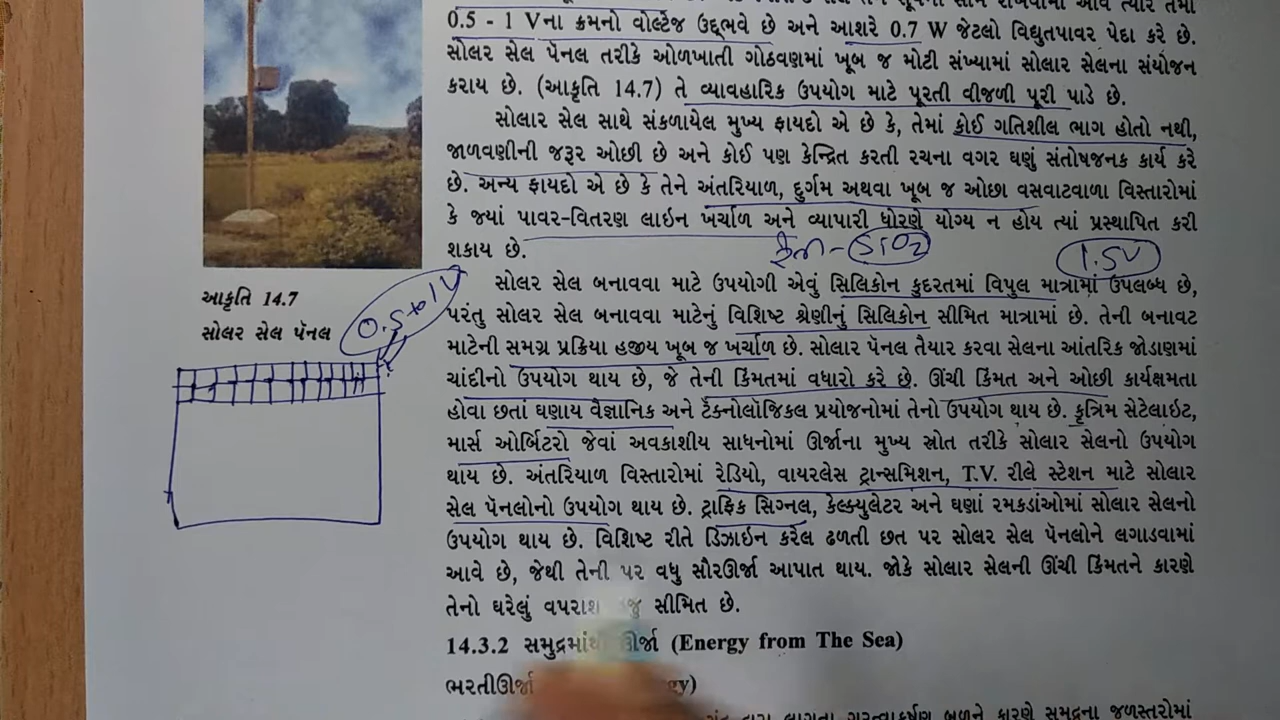 0.5 - 1 Vના ક્રમનો વોલ્ટેજ ઉદ્દ્ભવે છે અને આશરે 0.7 W જેટલો વિદ્યુતપાવર પેદા કરે છે.
સોલર સેલ પૅનલ તરીકે ઓળખાતી ગોઠવણમાં ખૂબ જ મોટી સંખ્યામાં સોલાર સેલના સંયોજન
કરાય છે. (આકૃતિ 14.7) તે વ્યાવહારિક ઉપયોગ માટે પૂરતી વીજળી પૂરી પાડે છે.
સોલાર સેલ સાથે સંકળાયેલ મુખ્ય ફાયદો એ છે કે, તેમાં કોઈ ગતિશીલ ભાગ હોતો નથી,
જાળવણીની જરૂર ઓછી છે અને કોઈ પણ કેન્દ્રિત કરતી રચના વગર ઘણું સંતોષજનક કાર્ય કરે
છે. અન્ય ફાયદો એ છે કે તેને અંતરિયાળ, દુર્ગમ અથવા ખૂબ જ ઓછા વસવાટવાળા વિસ્તારોમાં
કે જ્યાં પાવર-વિતરણ લાઇન ખર્ચાળ અને વ્યાપારી ધોરણે યોગ્ય ન હોય ત્યાં પ્રસ્થાપિત કરી
શકાય છે.
SiO2
1.5V
સોલર સેલ બનાવવા માટે ઉપયોગી એવું સિલિકોન કુદરતમાં વિપુલ માત્રામાં ઉપલબ્ધ છે,
પરંતુ સોલર સેલ બનાવવા માટેનું વિશિષ્ટ શ્રેણીનું સિલિકોન સીમિત માત્રામાં છે. તેની બનાવટ
માટેની સમગ્ર પ્રક્રિયા હજીય ખૂબ જ ખર્ચાળ છે. સોલાર પૅનલ તૈયાર કરવા સેલના આંતરિક જોડાણમાં
ચાંદીનો ઉપયોગ થાય છે, જે તેની કિંમતમાં વધારો કરે છે. ઊંચી કિંમત અને ઓછી કાર્યક્ષમતા
હોવા છતાં ઘણાય વૈજ્ઞાનિક અને ટૅક્નોલૉજિકલ પ્રયોજનોમાં તેનો ઉપયોગ થાય છે. કૃત્રિમ સેટેલાઇટ,
માર્સ ઓર્બિટરો જેવાં અવકાશીય સાધનોમાં ઊર્જાના મુખ્ય સ્રોત તરીકે સોલાર સેલનો ઉપયોગ
થાય છે. અંતરિયાળ વિસ્તારોમાં રેડિયો, વાયરલેસ ટ્રાન્સમિશન, T.V. રીલે સ્ટેશન માટે સોલાર
સેલ પૅનલોનો ઉપયોગ થાય છે. ટ્રાફિક સિગ્નલ, કેલ્ક્યુલેટર અને ઘણાં રમકડાંઓમાં સોલાર સેલનો
ઉપયોગ થાય છે. વિશિષ્ટ રીતે ડિઝાઇન કરેલ ઢળતી છત પર સોલર સેલ પૅનલોને લગાડવામાં
આવે છે, જેથી તેની પર વધુ સૌરઊર્જા આપાત થાય. જોકે સોલાર સેલની ઊંચી કિંમતને કારણે
તેનો ઘરેલું વપરાશ સીમિત છે.
14.3.2 સમુદ્રમાંથી ઊર્જા (Energy from The Sea)
ભરતીઊર્જા
આકૃતિ 14.7
સોલર સેલ પૅનલ
0.5 to 1V